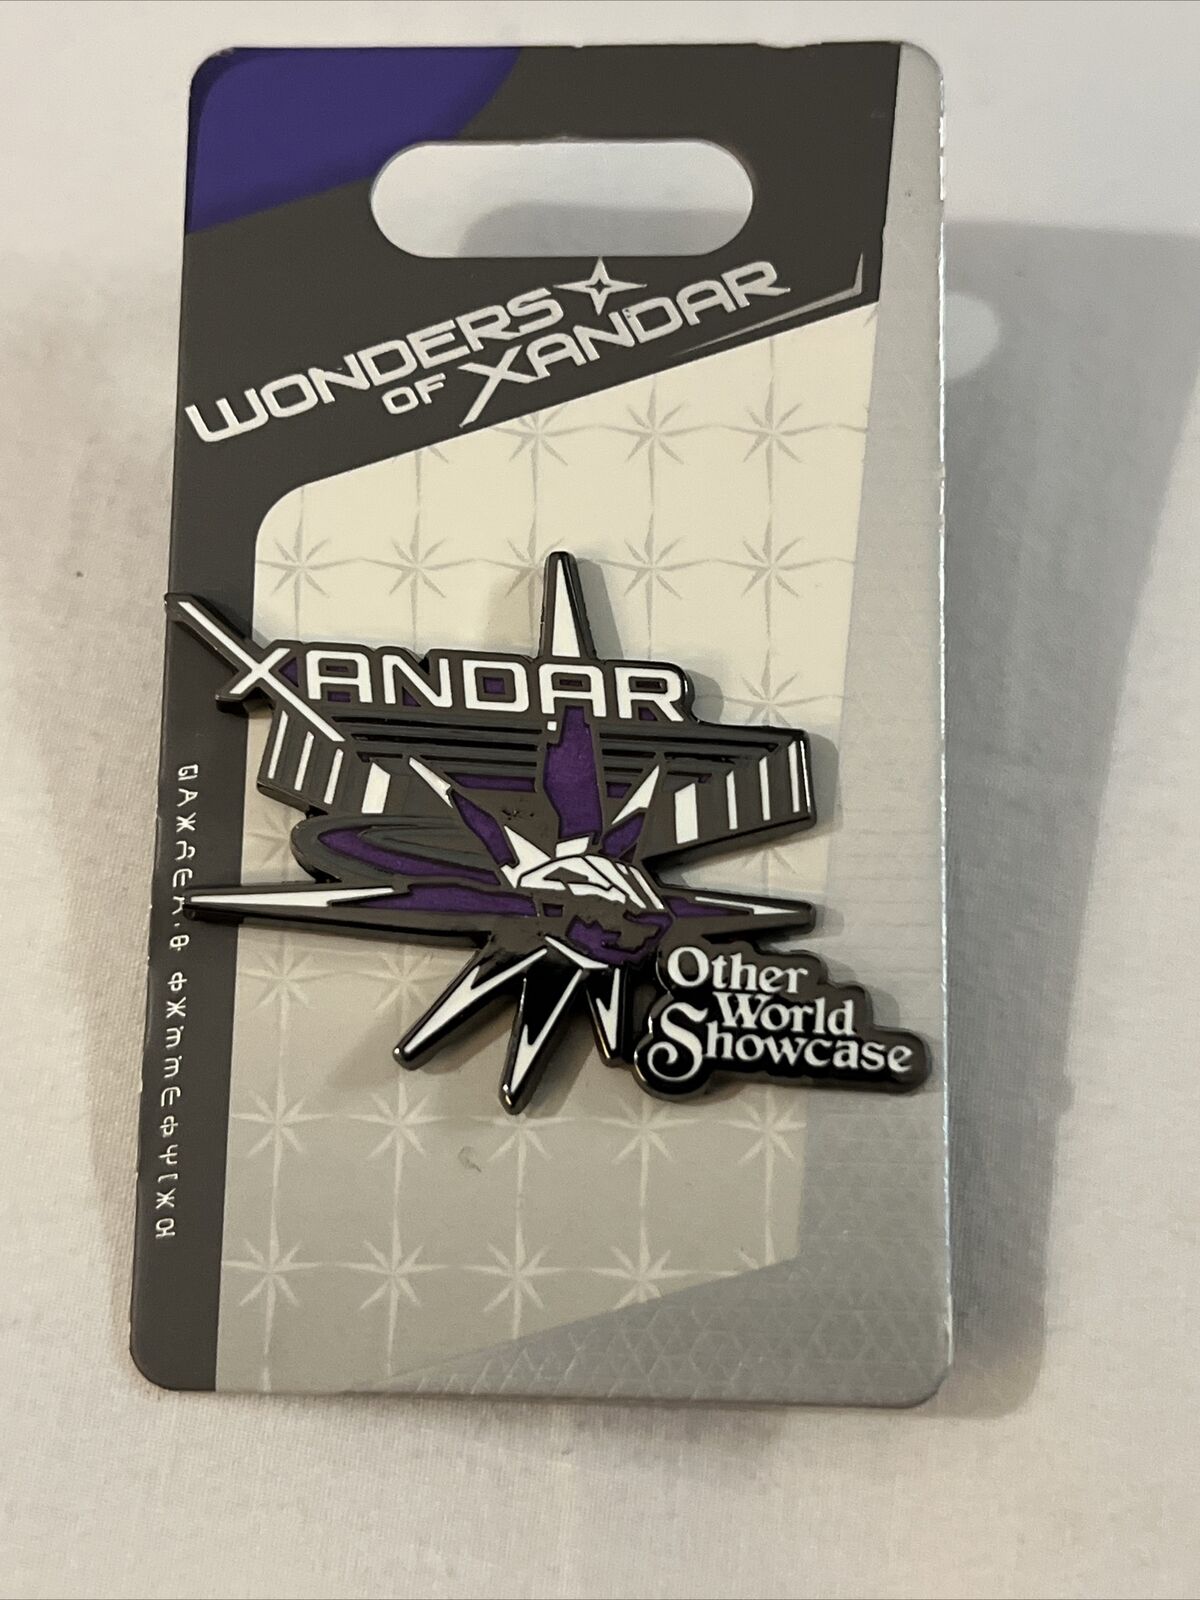 WONDERS
OF XANDAR
XANDAR
Other
World
Showcase